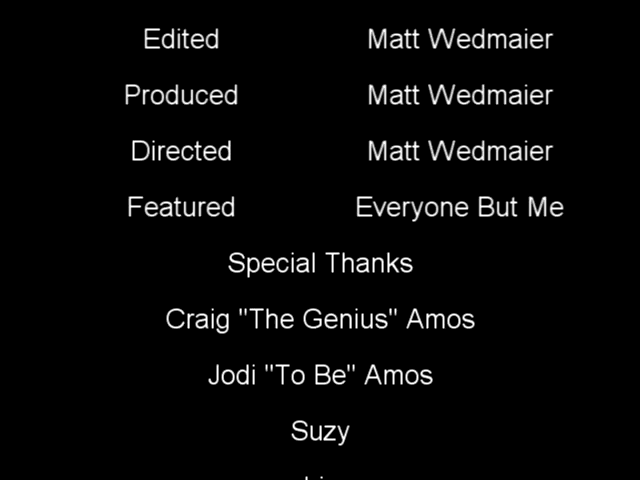 Edited Matt Wedmaier
Produced Matt Wedmaier
Directed Matt Wedmaier
Featured Everyone But Me
Special Thanks
Craig "The Genius" Amos
Jodi "To Be" Amos
Suzy